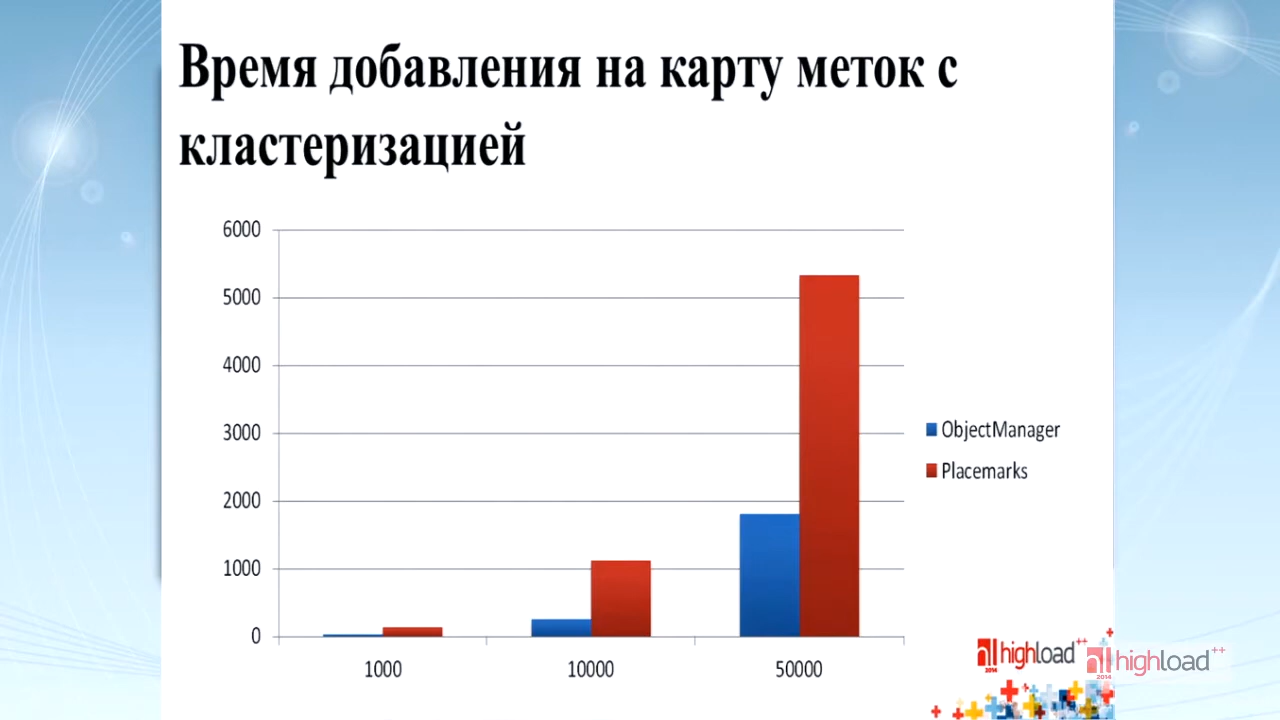 Время добавления на карту меток с
кластеризацией
6000
5000
4000
3000
2000
1000
0
1000
10000
50000
ObjectManager
Placemarks
highload++
2014
highload++
2014